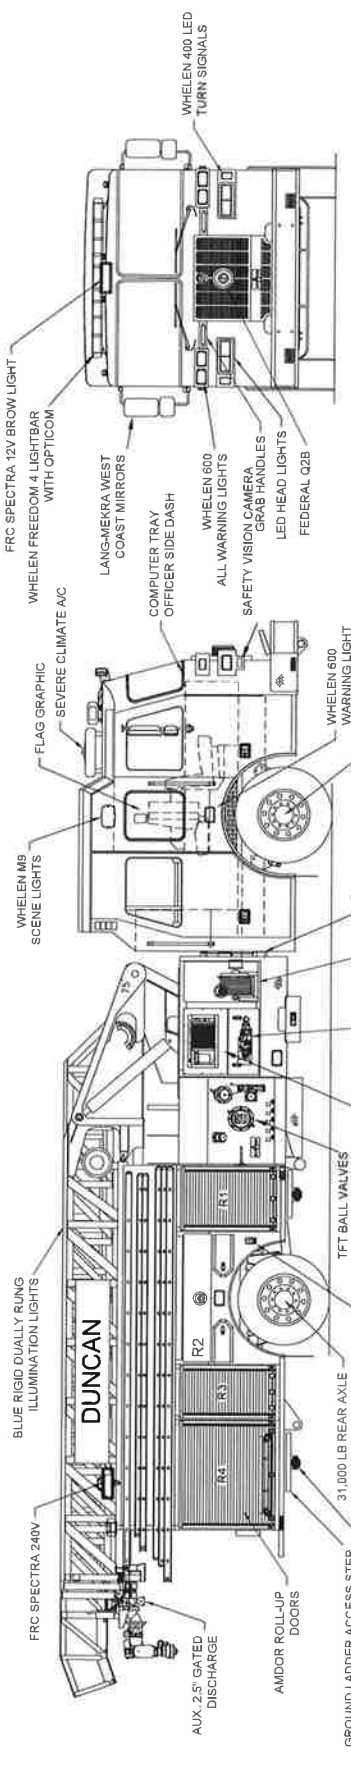 FRC SPECTRA 240V
BLUE RIGID DUALLY RUNG
ILLUMINATION LIGHTS
WHELEN M9
SCENE LIGHTS
FLAG GRAPHIC
SEVERE CLIMATE A/C
COMPUTER TRAY
OFFICER SIDE DASH
FRC SPECTRA 12V BROW LIGHT
WHELEN FREEDOM 4 LIGHTBAR
WITH OPTICOM
LANG-MEKRA WEST
COAST MIRRORS
WHELEN 400 LED
TURN SIGNALS
WHELEN 600
ALL WARNING LIGHTS
SAFETY VISION CAMERA
GRAB HANDLES
LED HEAD LIGHTS
FEDERAL Q2B
WHELEN 600
WARNING LIGHT
DUNCAN
75
R4
R3
R2
R1
AUX. 2.5" GATED
DISCHARGE
AMDOR ROLL-UP
DOORS
GROUND LADDER ACCESS STEP
31,000 LB REAR AXLE
TFT BALL VALVES